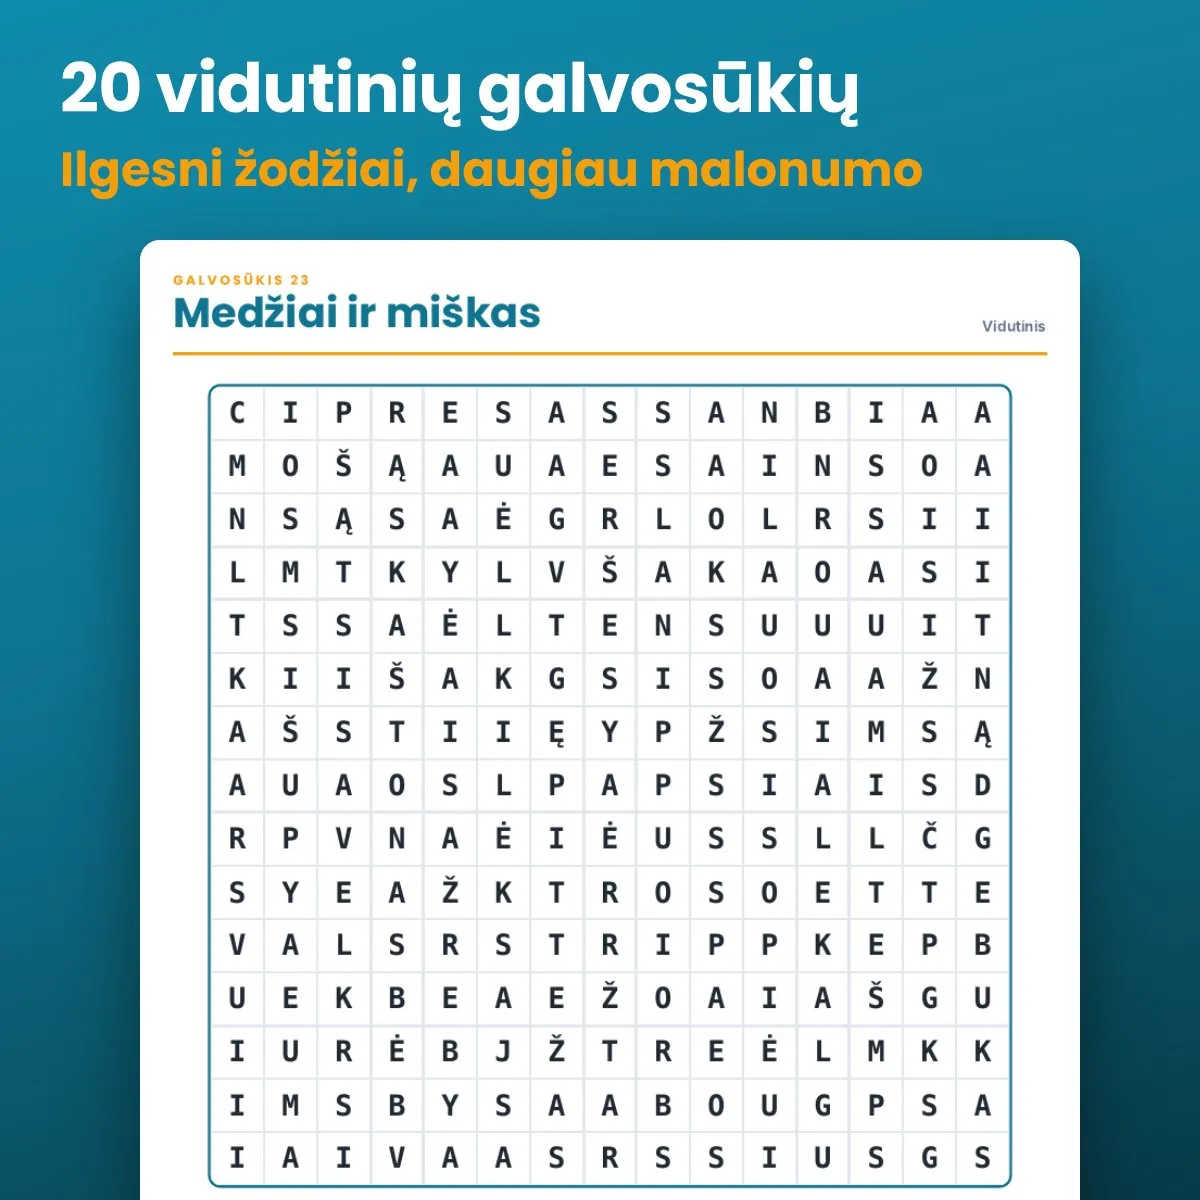 20 vidutinių galvosūkių
Ilgesni žodžiai, daugiau malonumo
GALVOSŪKIS 23
Medžiai ir miškas
Vidutinis
C I P R E S A S S A N B I A A
M O Š Ą A U A E S A I N S O A
N S Ą S A Ė G R L O L R S I I
L M T K Y L V Š A K A O A S I
T S S A Ė L T E N S U U U I T
K I I Š A K G S I S O A A Ž N
A Š S T I I Ę Y P Ž S I M S Ą
A U A O S L P A P S I A I S D
R P V N A Ė I Ė U S S L L Č G
S Y E A Ž K T R O S O E T T E
V A L S R S T R I P P K E P B
U E K B E A E Ž O A I A Š G U
I U R Ė B J Ž T R E Ė L M K K
I M S B Y S A A B O U G P S A
I A I V A A S R S S I U S G S